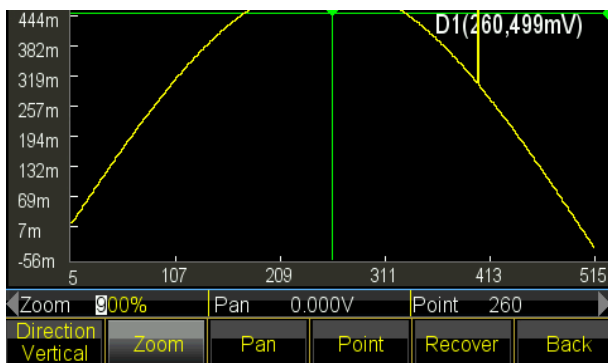 444m
D1(260,499mV)
382m
319m
257m
194m
132m
69m
7m
-56m
5 107 209 311 413 515
Zoom 900% Pan 0.000V Point 260
Direction
Vertical Zoom Pan Point Recover Back